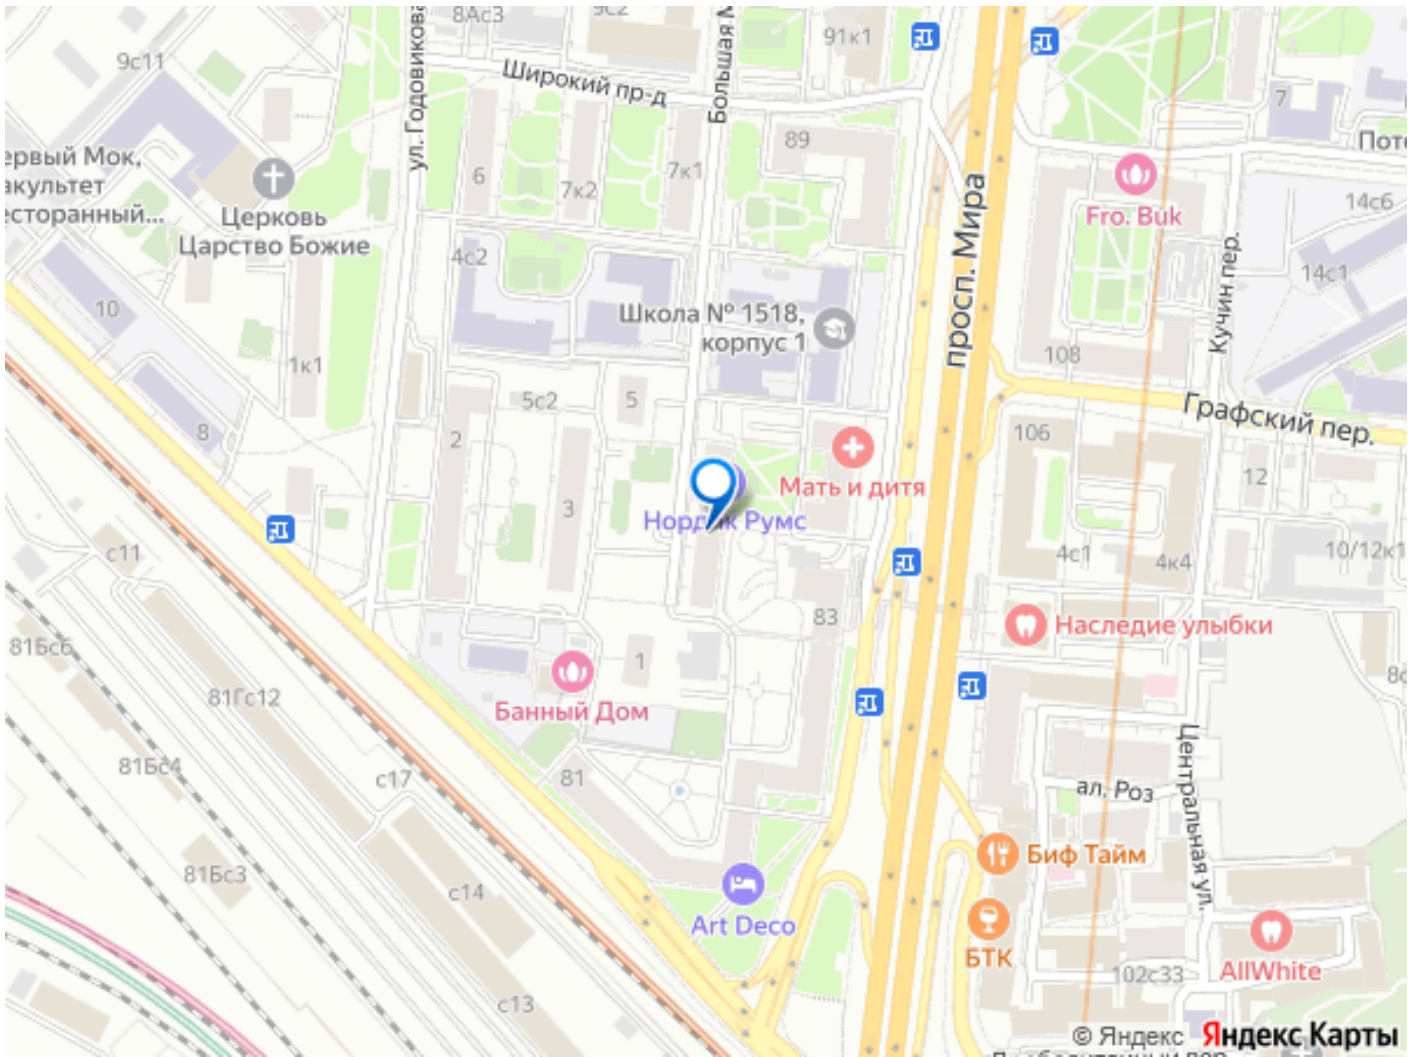 8Ас3
9с2
91к1
9с11
Широкий пр-д
Большая
ул. Годовикова
89
7
6
7к2
7к1
ервый Мок,
акультет
есторанный...
Церковь
Царство Божие
просп. Мира
Fro. Buk
14с6
14с1
Кучин пер.
4с2
10
Школа № 1518,
корпус 1
1к1
108
5с2
5
8
2
Графский пер.
106
12
Мать и дитя
3
Нордик Румс
с11
4с1
4к4
10/12к1
83
Наследие улыбки
81Бс6
1
81Гс12
Банный Дом
81Бс4
с17
81
ал. Роз
Центральная ул.
Биф Тайм
81Бс3
с14
Art Deco
БТК
102с33
AllWhite
с13
© Яндекс Яндекс Карты